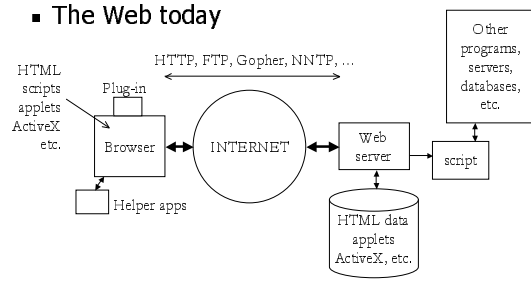 The Web today
HTTP, FTP, Gopher, NNTP, ...
HTML
scripts
applets
ActiveX
etc.
Plug-in
Browser
Helper apps
INTERNET
Web
server
script
Other
programs,
servers,
databases,
etc.
HTML data
applets
ActiveX, etc.